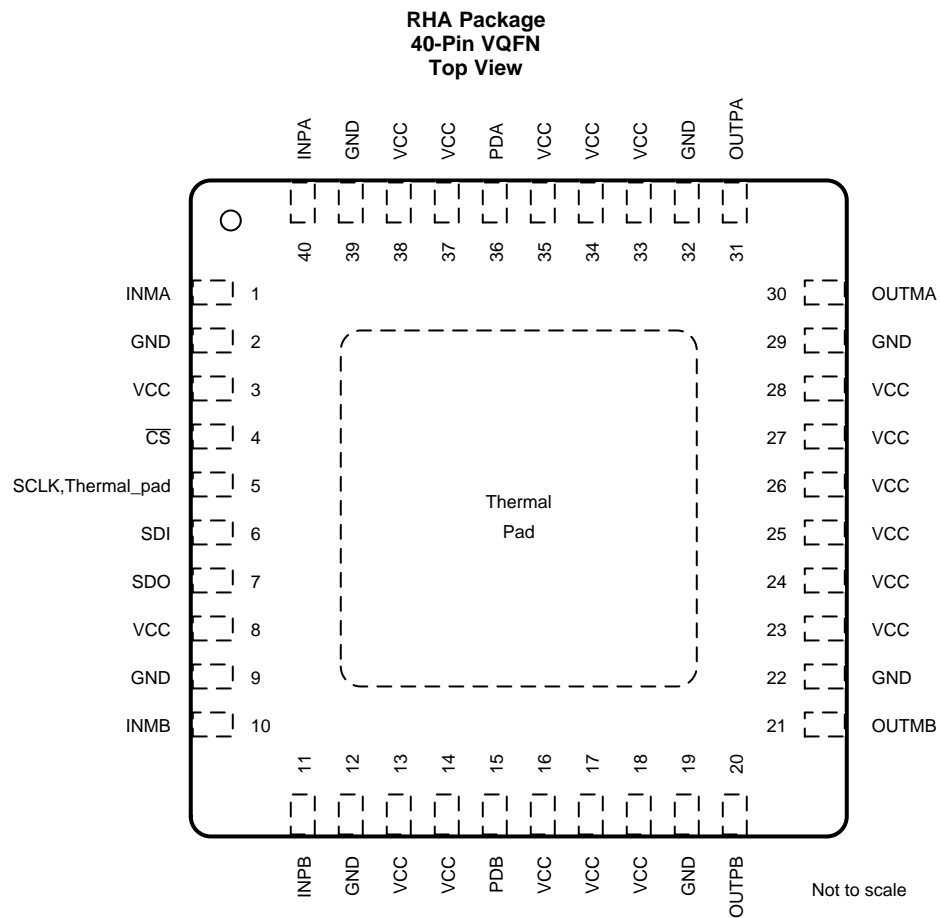 RHA Package
40-Pin VQFN
Top View
INPA GND VCC VCC PDA VCC VCC VCC GND OUTPA
40 39 38 37 36 35 34 33 32 31
INMA 1 30 OUTMA
GND 2 29 GND
VCC 3 28 VCC
CS 4 27 VCC
SCLK,Thermal_pad 5 26 VCC
Thermal
SDI 6 25 VCC
Pad
SDO 7 24 VCC
VCC 8 23 VCC
GND 9 22 GND
INMB 10 21 OUTMB
11 12 13 14 15 16 17 18 19 20
INPB GND VCC VCC PDB VCC VCC VCC GND OUTPB
Not to scale